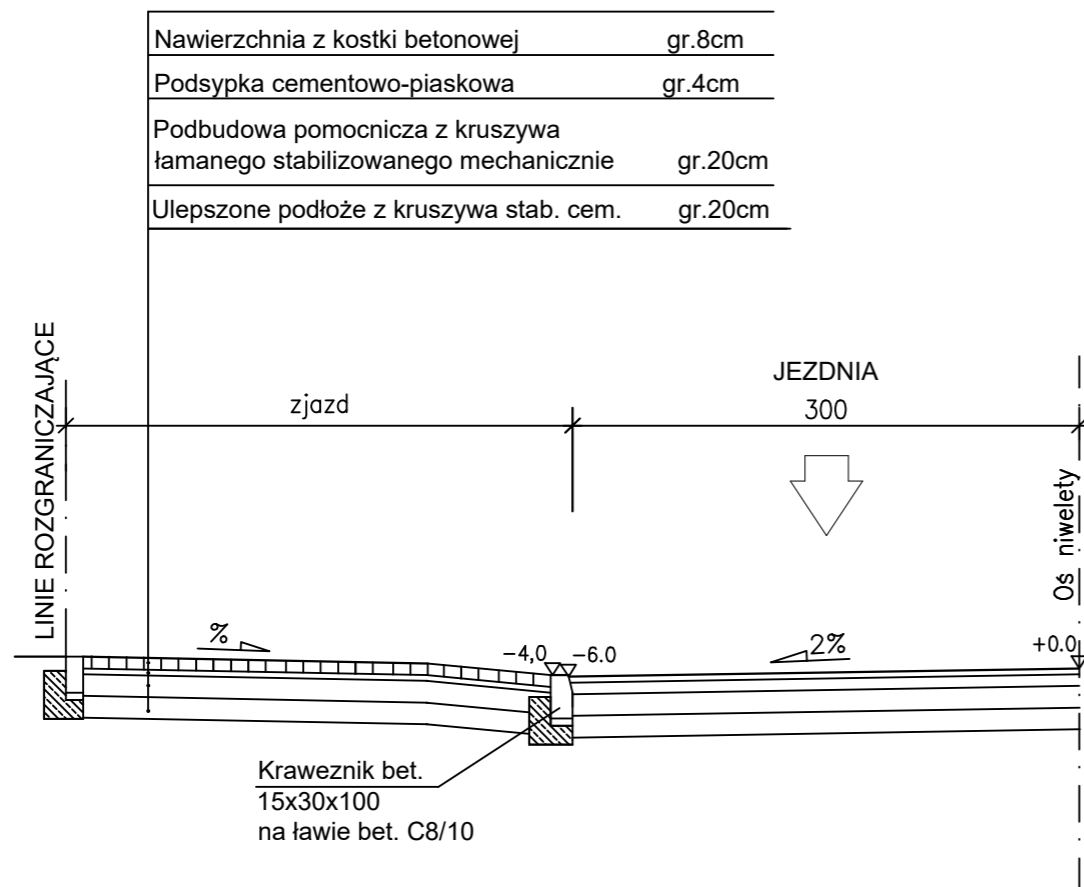 Nawierzchnia z kostki betonowej gr.8cm
Podsypka cementowo-piaskowa gr.4cm
Podbudowa pomocnicza z kruszywa
łamanego stabilizowanego mechanicznie gr.20cm
Ulepszone podłoże z kruszywa stab. cem. gr.20cm
LINIE ROZGRANICZAJĄCE
zjazd
JEZDNIA
300
Oś niwelety
%
-4,0
-6.0
2%
+0.0
Kraweznik bet.
15x30x100
na ławie bet. C8/10